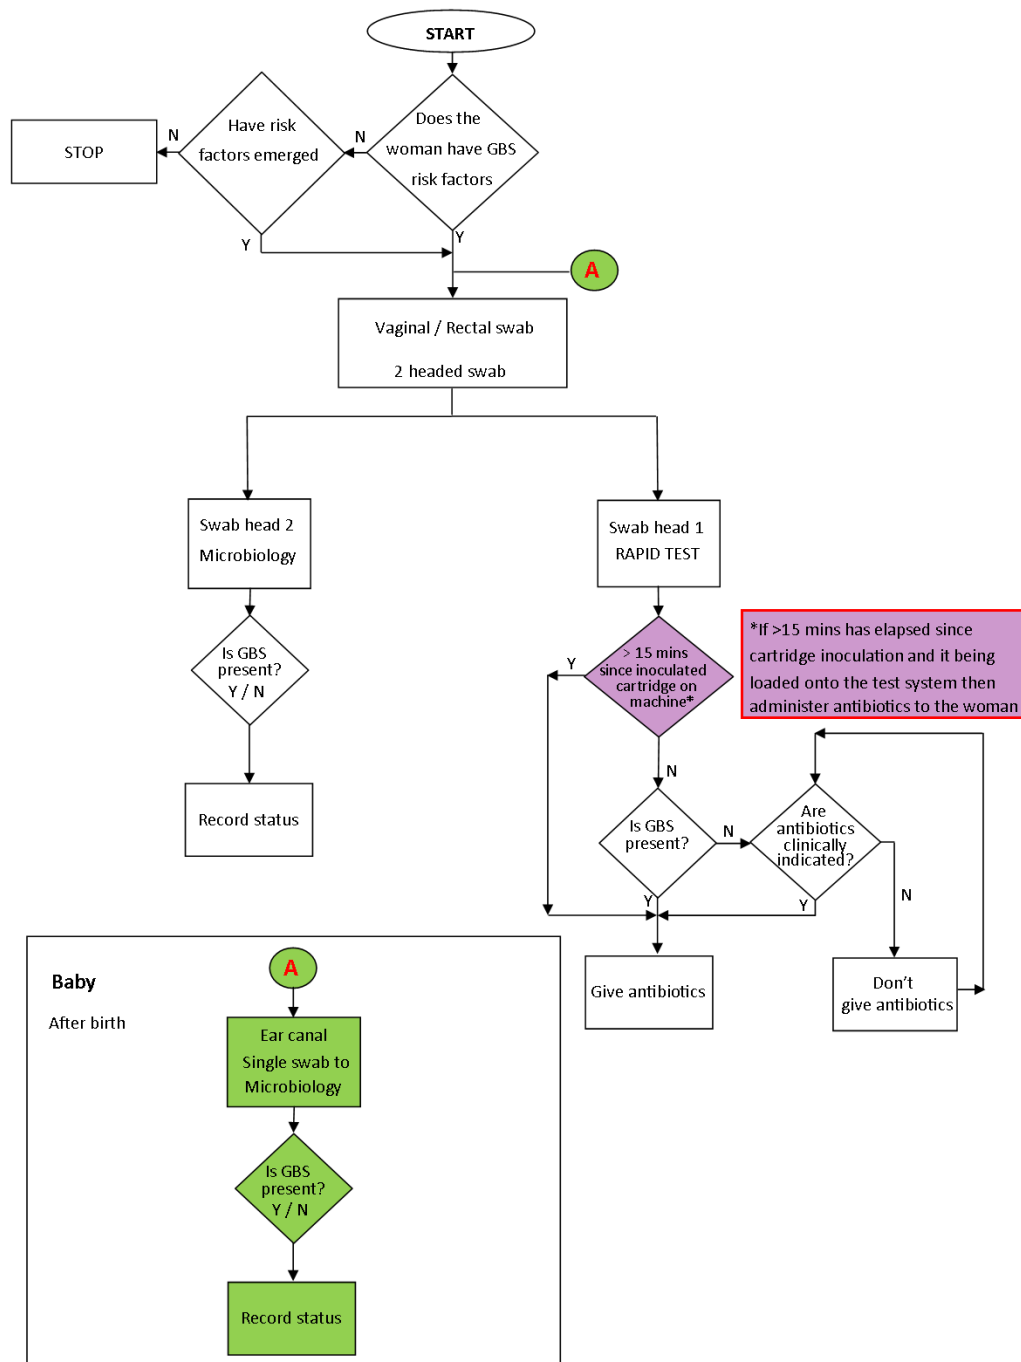 START
Does the
woman have GBS
risk factors
N
Y
Have risk
factors emerged
N
Y
STOP
A
Vaginal / Rectal swab
2 headed swab
Swab head 2
Microbiology
Is GBS
present?
Y / N
Record status
Swab head 1
RAPID TEST
> 15 mins
since inoculated
cartridge on
machine*
Y
N
*If >15 mins has elapsed since
cartridge inoculation and it being
loaded onto the test system then
administer antibiotics to the woman
Is GBS
present?
N
Y
Are
antibiotics
clinically
indicated?
Y
N
Give antibiotics
Don't
give antibiotics
Baby
After birth
A
Ear canal
Single swab to
Microbiology
Is GBS
present?
Y / N
Record status